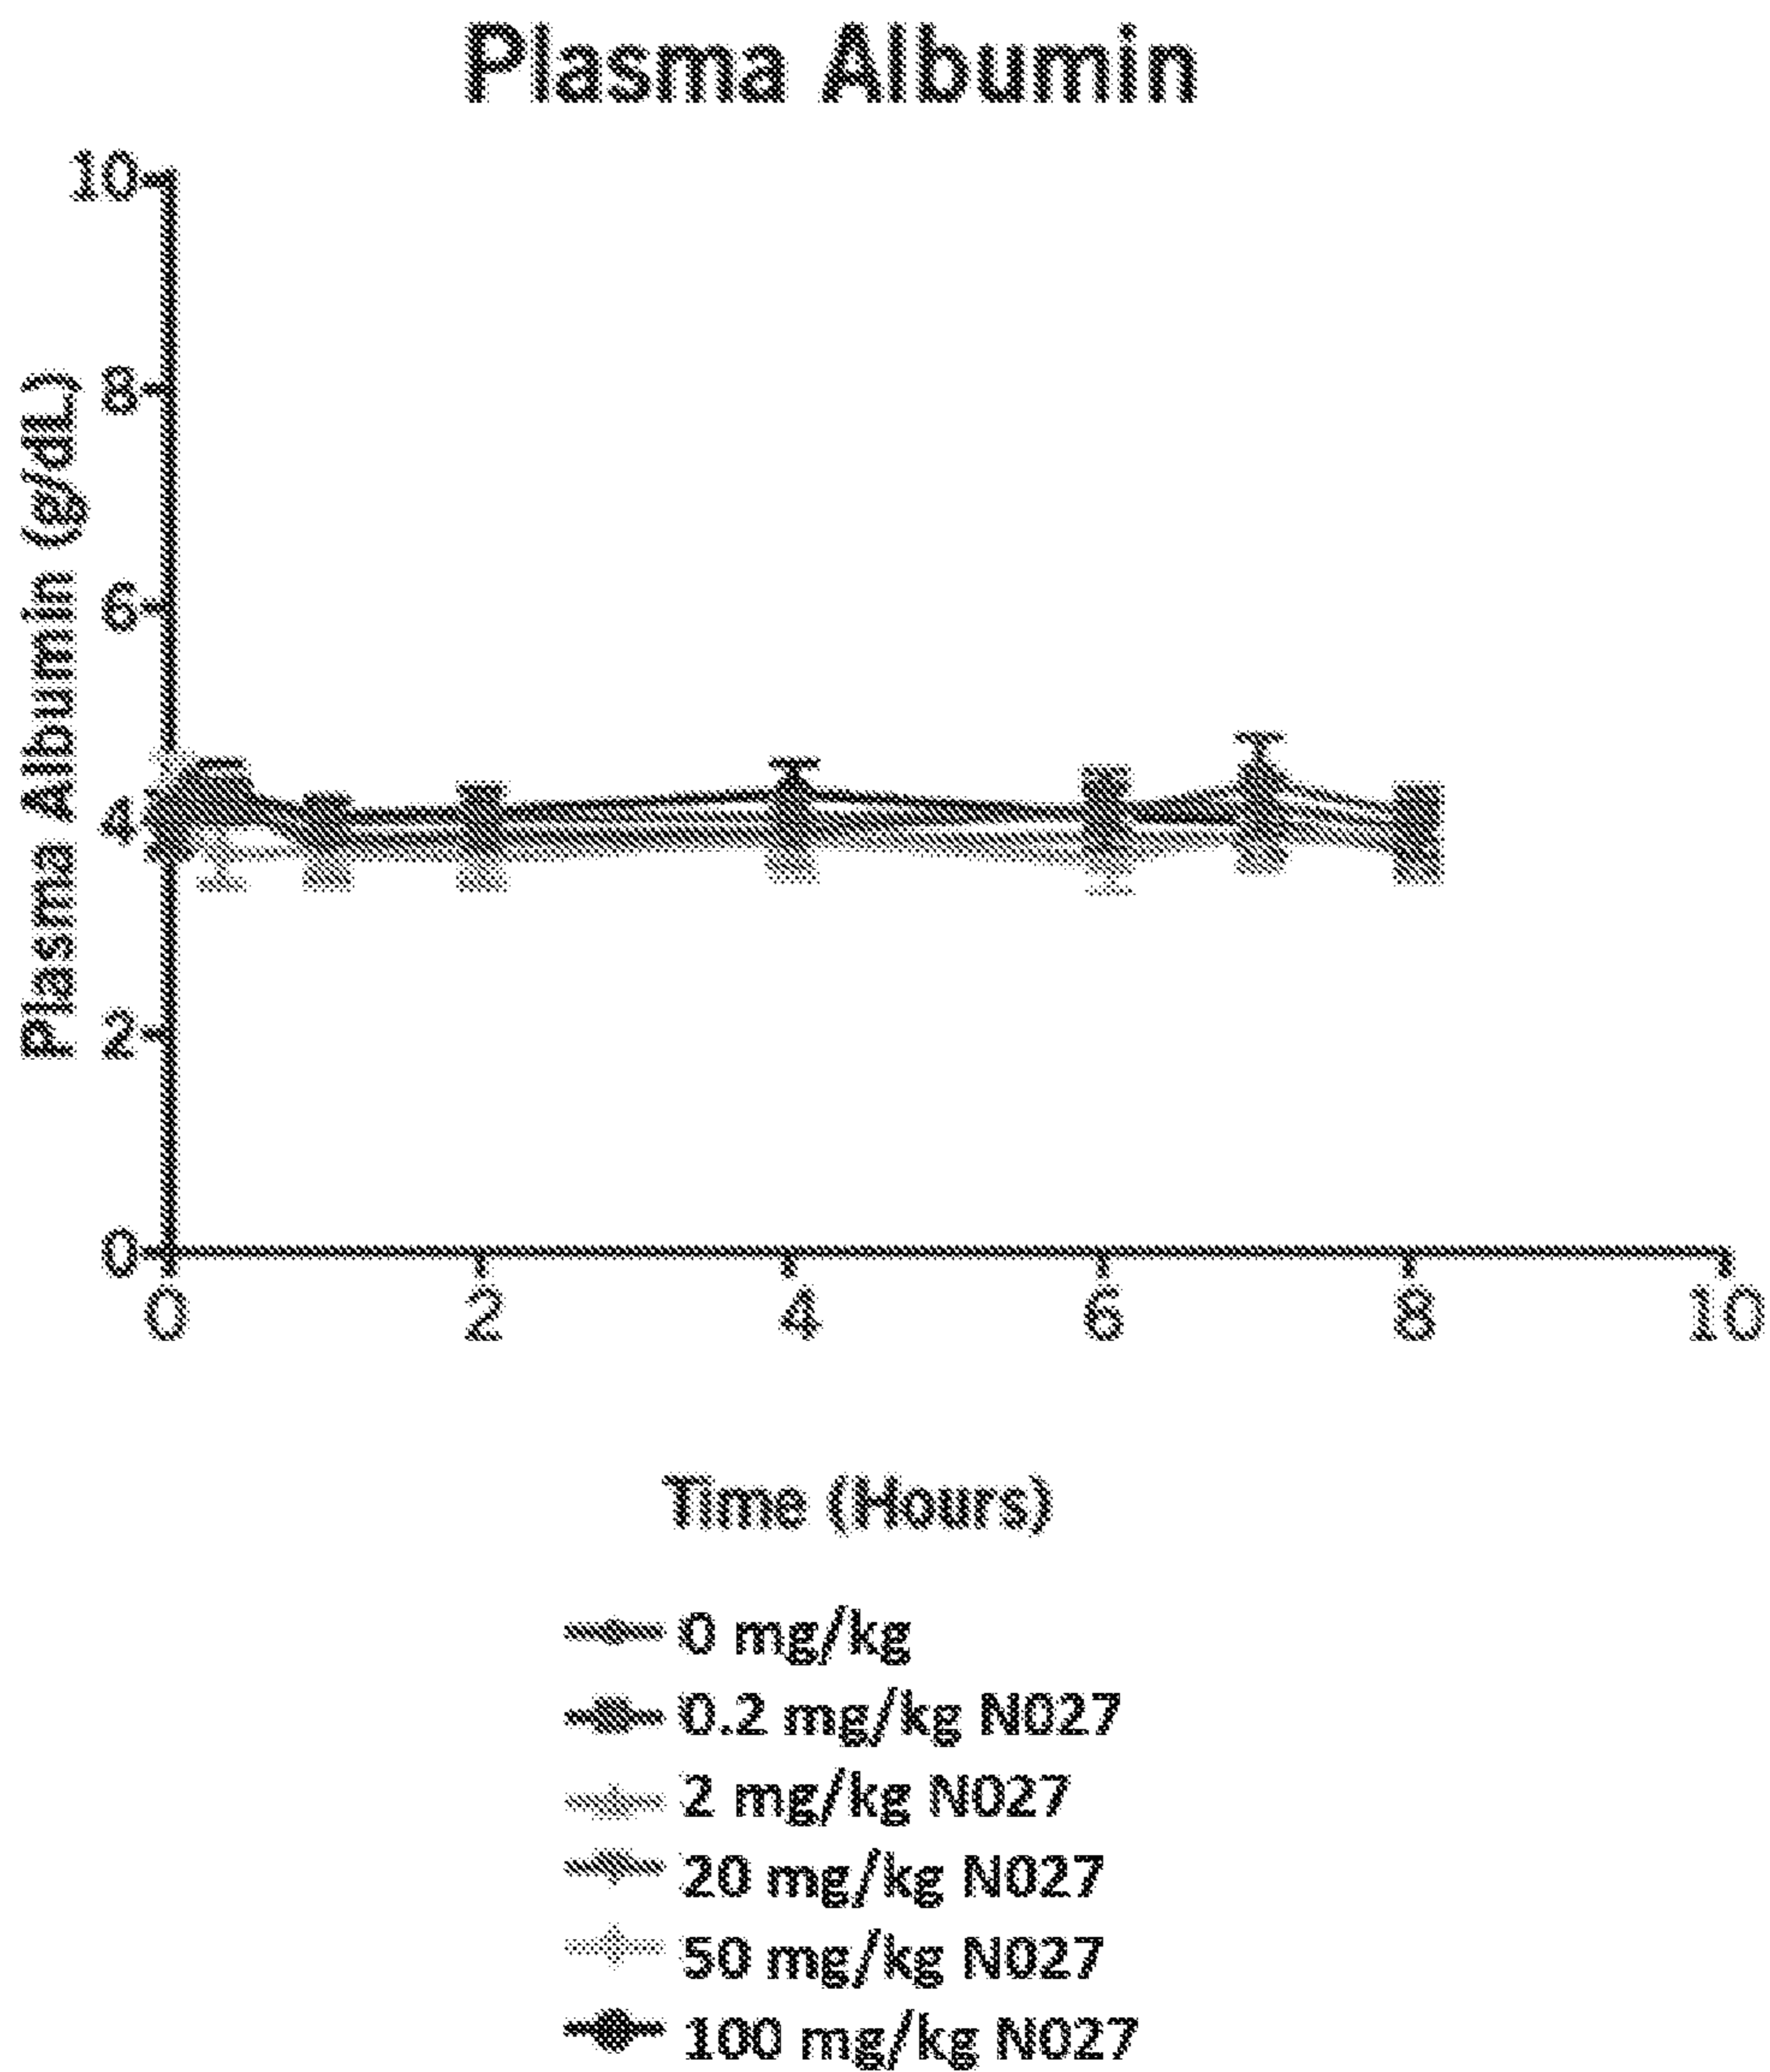 Plasma Albumin
Plasma Albumin (g/dL)
10
8
6
4
2
0
0 2 4 6 8 10
Time (Hours)
0 mg/kg
0.2 mg/kg N027
2 mg/kg N027
20 mg/kg N027
50 mg/kg N027
100 mg/kg N027